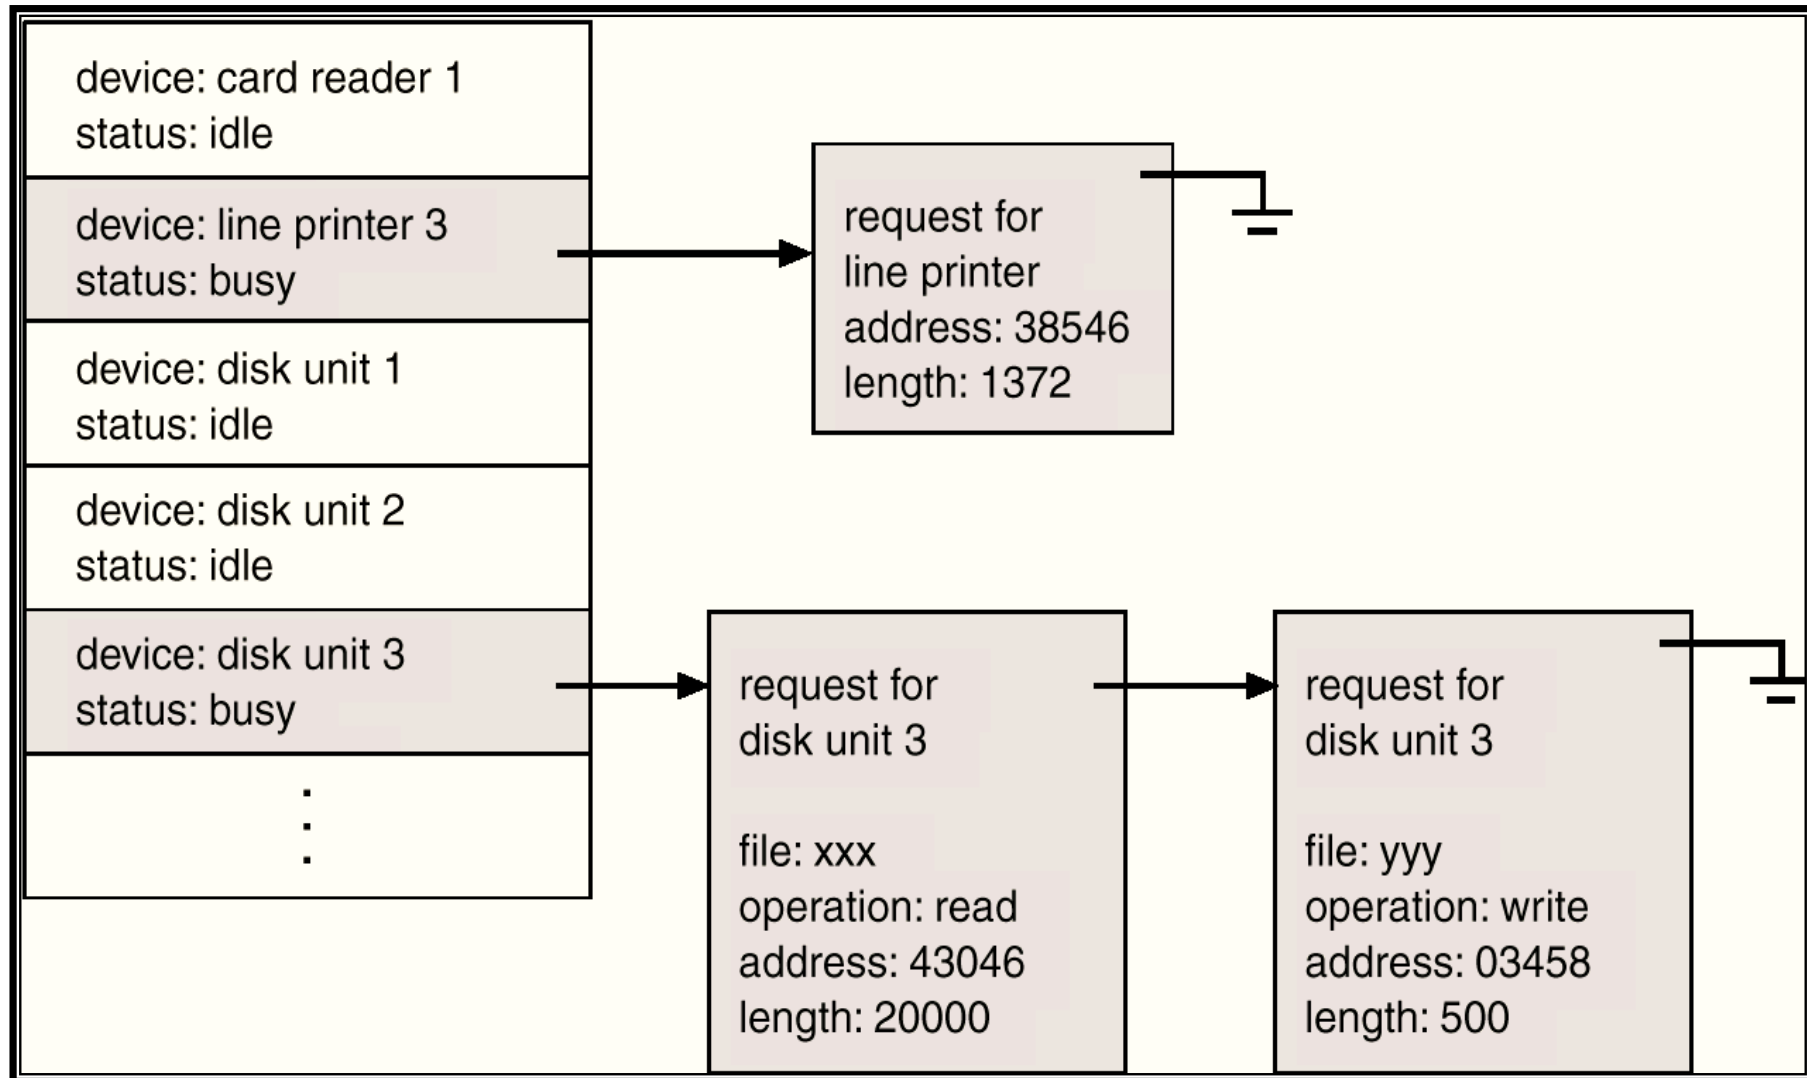 device: card reader 1
status: idle
device: line printer 3
status: busy
device: disk unit 1
status: idle
device: disk unit 2
status: idle
device: disk unit 3
status: busy
request for
line printer
address: 38546
length: 1372
request for
disk unit 3
file: xxx
operation: read
address: 43046
length: 20000
request for
disk unit 3
file: yyy
operation: write
address: 03458
length: 500